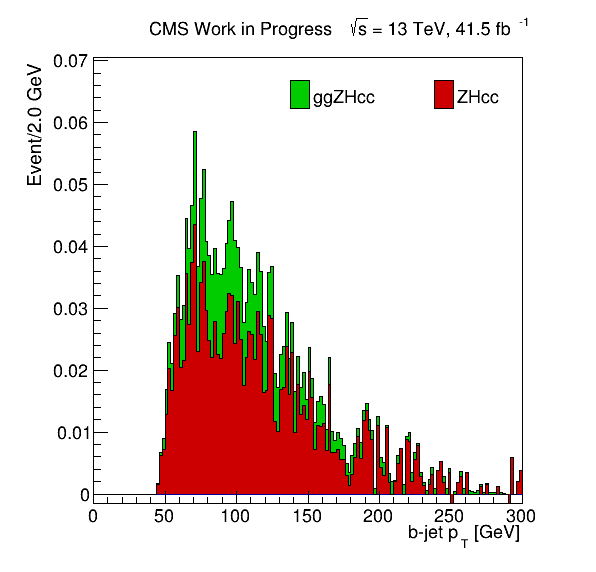 CMS Work in Progress √s = 13 TeV, 41.5 fb⁻¹
Event/2.0 GeV
ggZHcc ZHcc
0.07
0.06
0.05
0.04
0.03
0.02
0.01
0
0 50 100 150 200 250 300
b-jet p_T [GeV]